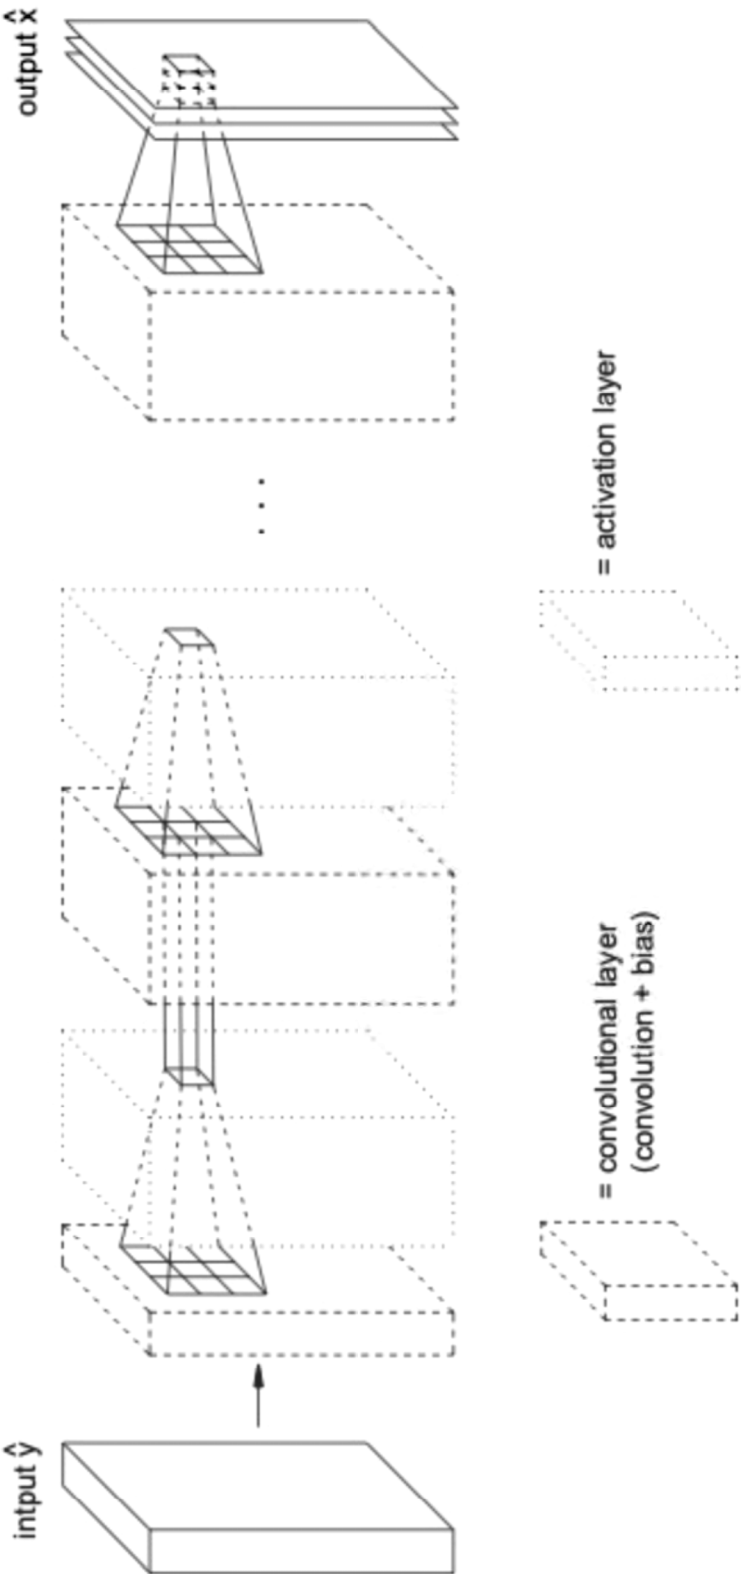 intput ŷ
output x̂
= convolutional layer
(convolution + bias)
= activation layer
...